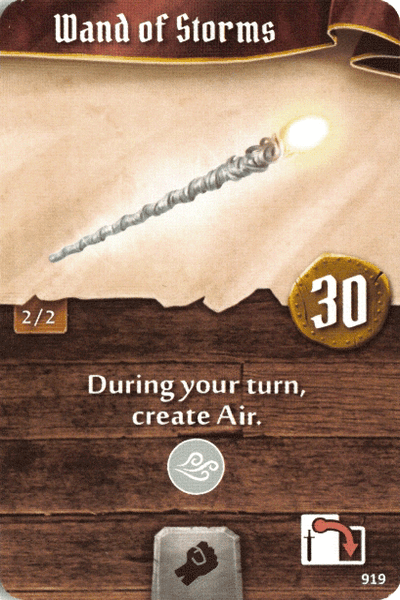 Wand of Storms
2/2
30
During your turn,
create Air.
919